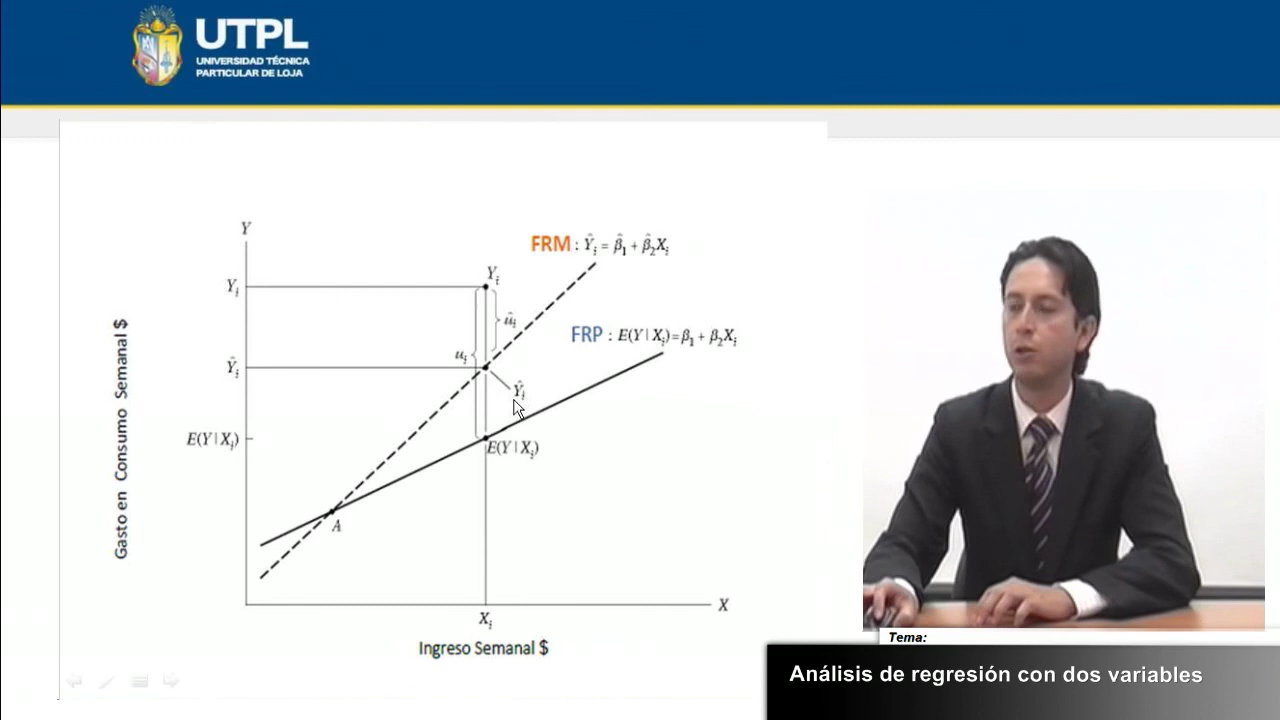 UTPL
UNIVERSIDAD TÉCNICA
PARTICULAR DE LOJA
Y
FRM : Ŷᵢ = β̂₁ + β̂₂Xᵢ
Yᵢ
Yᵢ
ûᵢ
FRP : E(Y | Xᵢ)=β₁ + β₂Xᵢ
uᵢ
Ŷᵢ
Ŷᵢ
E(Y | Xᵢ)
E(Y | Xᵢ)
A
Gasto en Consumo Semanal $
X
Xᵢ
Ingreso Semanal $
Tema:
Análisis de regresión con dos variables